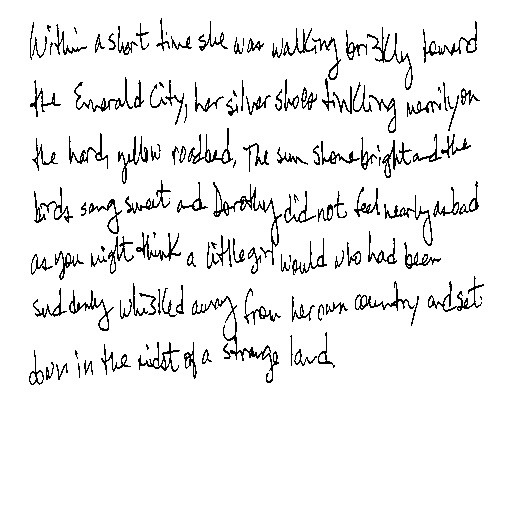 Within a short time she was walking briskly toward
the Emerald City, her silver shoes tinkling merrily on
the hard, yellow roadbed. The sun shone bright and the
birds sang sweet and Dorothy did not feel nearly as bad
as you might think a little girl would who had been
suddenly whisked away from her own country and set
down in the midst of a strange land.